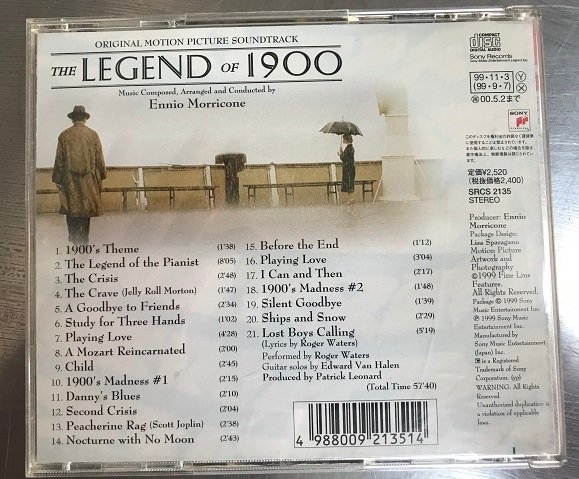 ORIGINAL MOTION PICTURE SOUNDTRACK
THE LEGEND OF 1900
Music Composed, Arranged and Conducted by
Ennio Morricone
COMPACT
disc
DIGITAL AUDIO
Sony Records
99・11・3
(99・9・7)
Y
X
00.5.2まで
SONY
定価¥2,520
(税抜価格2,400)
SRCS 2135
STEREO
1. 1900's Theme (1'38)
2. The Legend of the Pianist (8'05)
3. The Crisis (2'48)
4. The Crave (Jelly Roll Morton) (1'47)
5. A Goodbye to Friends (2'34)
6. Study for Three Hands (1'02)
7. Playing Love (4'28)
8. A Mozart Reincarnated (2'00)
9. Child (2'45)
10. 1900's Madness #1 (2'15)
11. Danny's Blues (2'10)
12. Second Crisis (2'04)
13. Peacherine Rag (Scott Joplin) (2'38)
14. Nocturne with No Moon (2'43)
15. Before the End (1'12)
16. Playing Love (3'04)
17. I Can and Then (2'17)
18. 1900's Madness #2 (1'48)
19. Silent Goodbye (1'39)
20. Ships and Snow (2'29)
21. Lost Boys Calling (5'19)
(Lyrics by Roger Waters)
Performed by Roger Waters
Guitar solos by Edward Van Halen
Produced by Patrick Leonard
(Total Time 57'40)
Producer: Ennio
Morricone
Package Design:
Lisa Sparagano
Motion Picture
Artwork and
Photography
©1999 Fine Line
Features.
All Rights Reserved.
Package © 1999 Sony
Music Entertainment
Inc.
℗ 1999 Sony Music
Entertainment Inc.
Manufactured by
Sony Music Entertainment
(Japan) Inc.
is a Registered
Trademark of Sony
Corporation.
WARNING: All Rights
Reserved.
Unauthorized duplication is
a violation of applicable
laws.
4 988009 213514